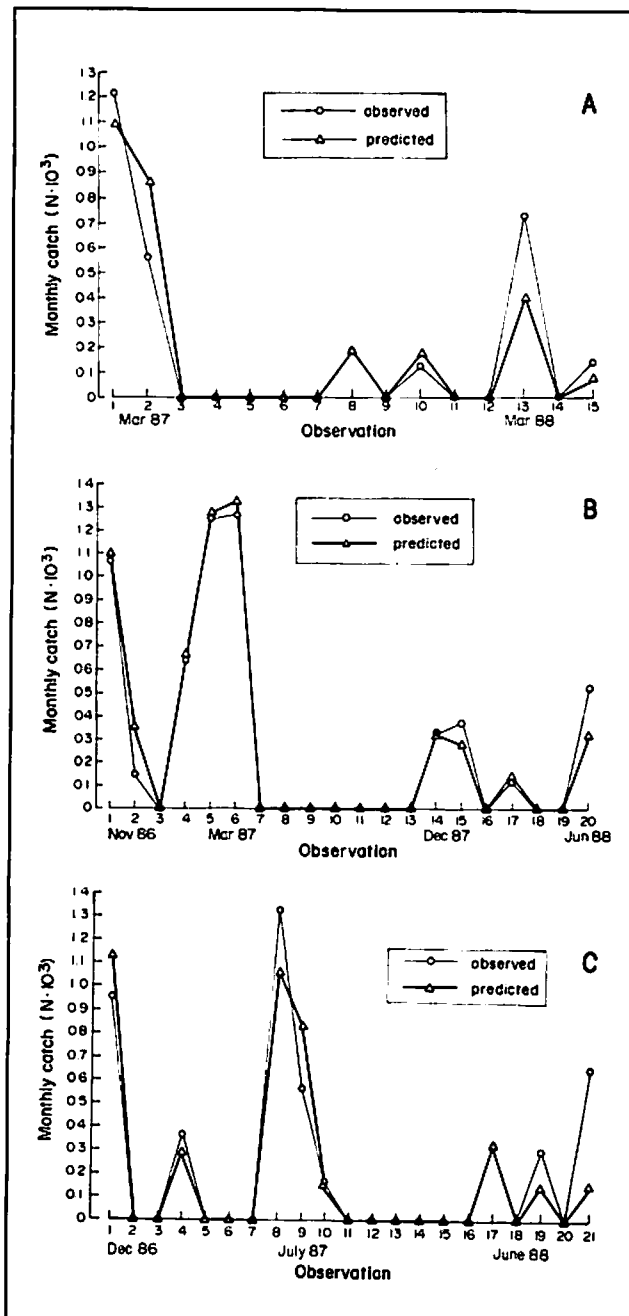 A
observed
predicted
Monthly catch (N·10³)
1.3
1.2
1.1
1.0
0.9
0.8
0.7
0.6
0.5
0.4
0.3
0.2
0.1
0
1 2 3 4 5 6 7 8 9 10 11 12 13 14 15
Mar 87 Mar 88
Observation
B
observed
predicted
Monthly catch (N·10³)
1.4
1.3
1.2
1.1
1.0
0.9
0.8
0.7
0.6
0.5
0.4
0.3
0.2
0.1
0
1 2 3 4 5 6 7 8 9 10 11 12 13 14 15 16 17 18 19 20
Nov 86 Mar 87 Dec 87 Jun 88
Observation
C
observed
predicted
Monthly catch (N·10³)
1.4
1.3
1.2
1.1
1.0
0.9
0.8
0.7
0.6
0.5
0.4
0.3
0.2
0.1
0
1 2 3 4 5 6 7 8 9 10 11 12 13 14 15 16 17 18 19 20 21
Dec 86 July 87 June 88
Observation